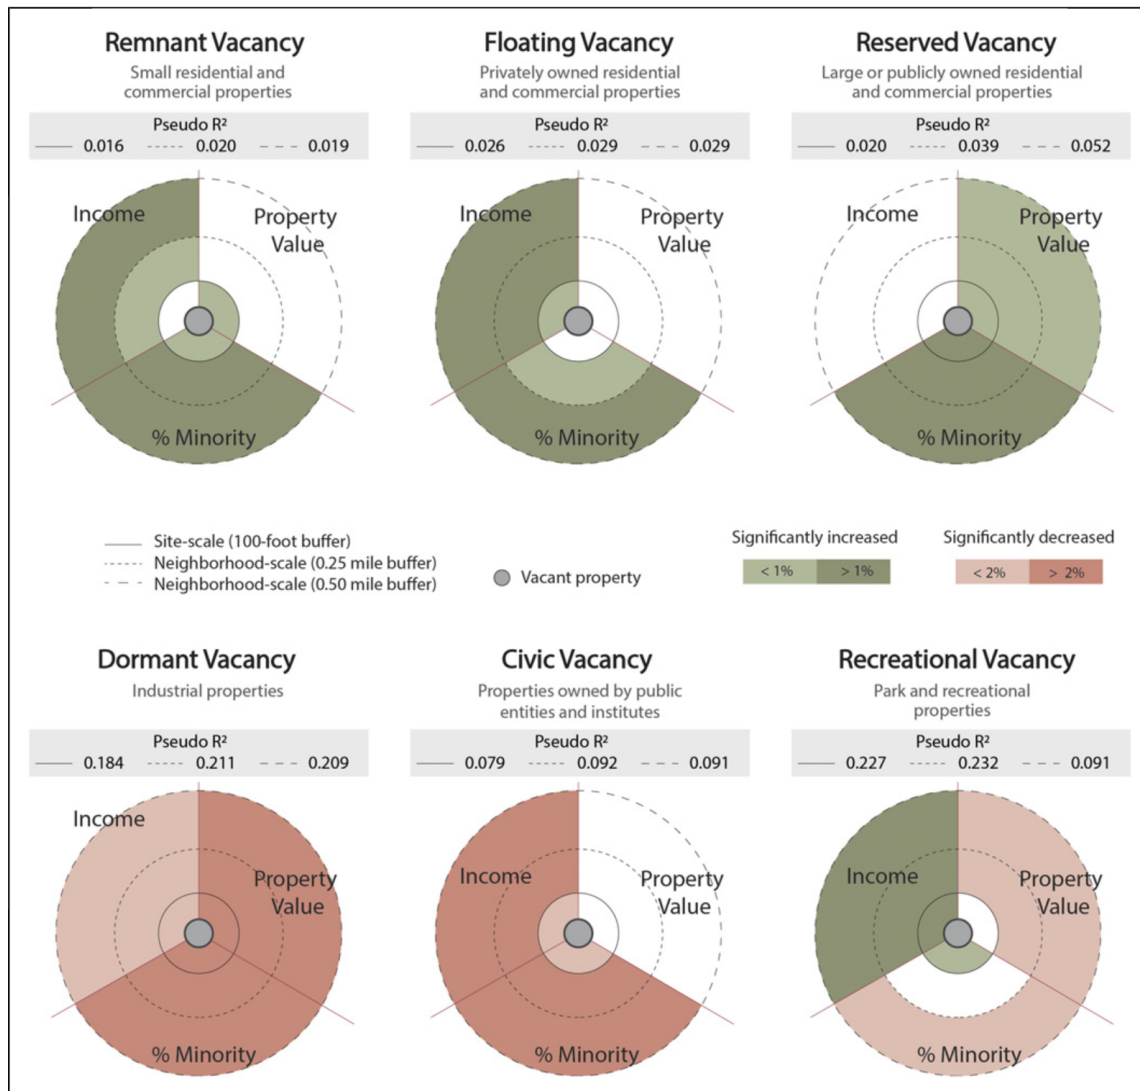 Remnant Vacancy
Small residential and
commercial properties
Pseudo R²
0.016 0.020 0.019
Income
Property
Value
% Minority
Floating Vacancy
Privately owned residential
and commercial properties
Pseudo R²
0.026 0.029 0.029
Income
Property
Value
% Minority
Reserved Vacancy
Large or publicly owned residential
and commercial properties
Pseudo R²
0.020 0.039 0.052
Income
Property
Value
% Minority
Site-scale (100-foot buffer)
Neighborhood-scale (0.25 mile buffer)
Neighborhood-scale (0.50 mile buffer)
Vacant property
Significantly increased
< 1% > 1%
Significantly decreased
< 2% > 2%
Dormant Vacancy
Industrial properties
Pseudo R²
0.184 0.211 0.209
Income
Property
Value
% Minority
Civic Vacancy
Properties owned by public
entities and institutes
Pseudo R²
0.079 0.092 0.091
Income
Property
Value
% Minority
Recreational Vacancy
Park and recreational
properties
Pseudo R²
0.227 0.232 0.091
Income
Property
Value
% Minority